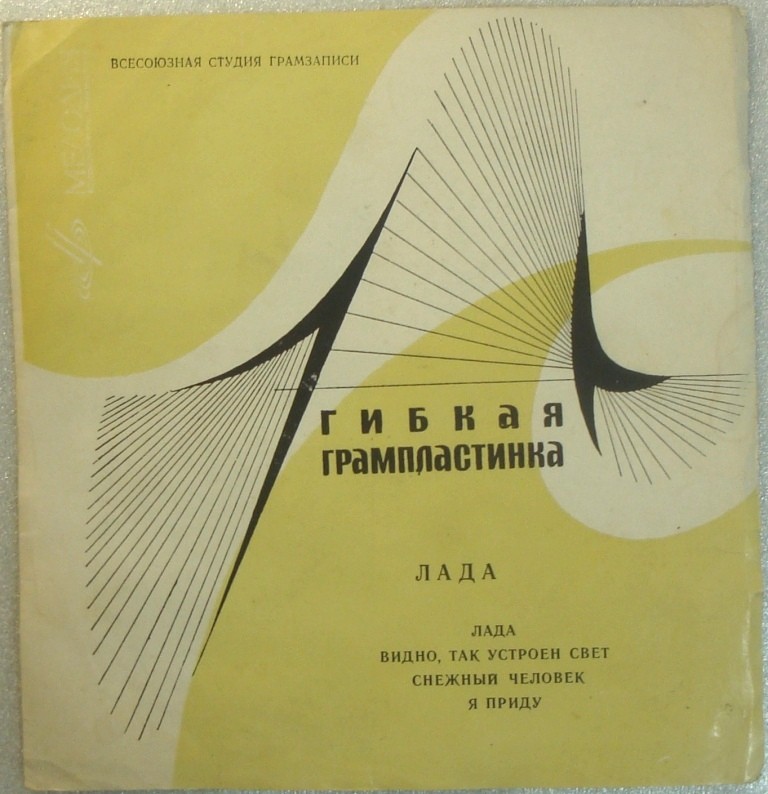 ВСЕСОЮЗНАЯ СТУДИЯ ГРАМЗАПИСИ
ГИБКАЯ
ГРАМПЛАСТИНКА
ЛАДА
ЛАДА
ВИДНО, ТАК УСТРОЕН СВЕТ
СНЕЖНЫЙ ЧЕЛОВЕК
Я ПРИДУ